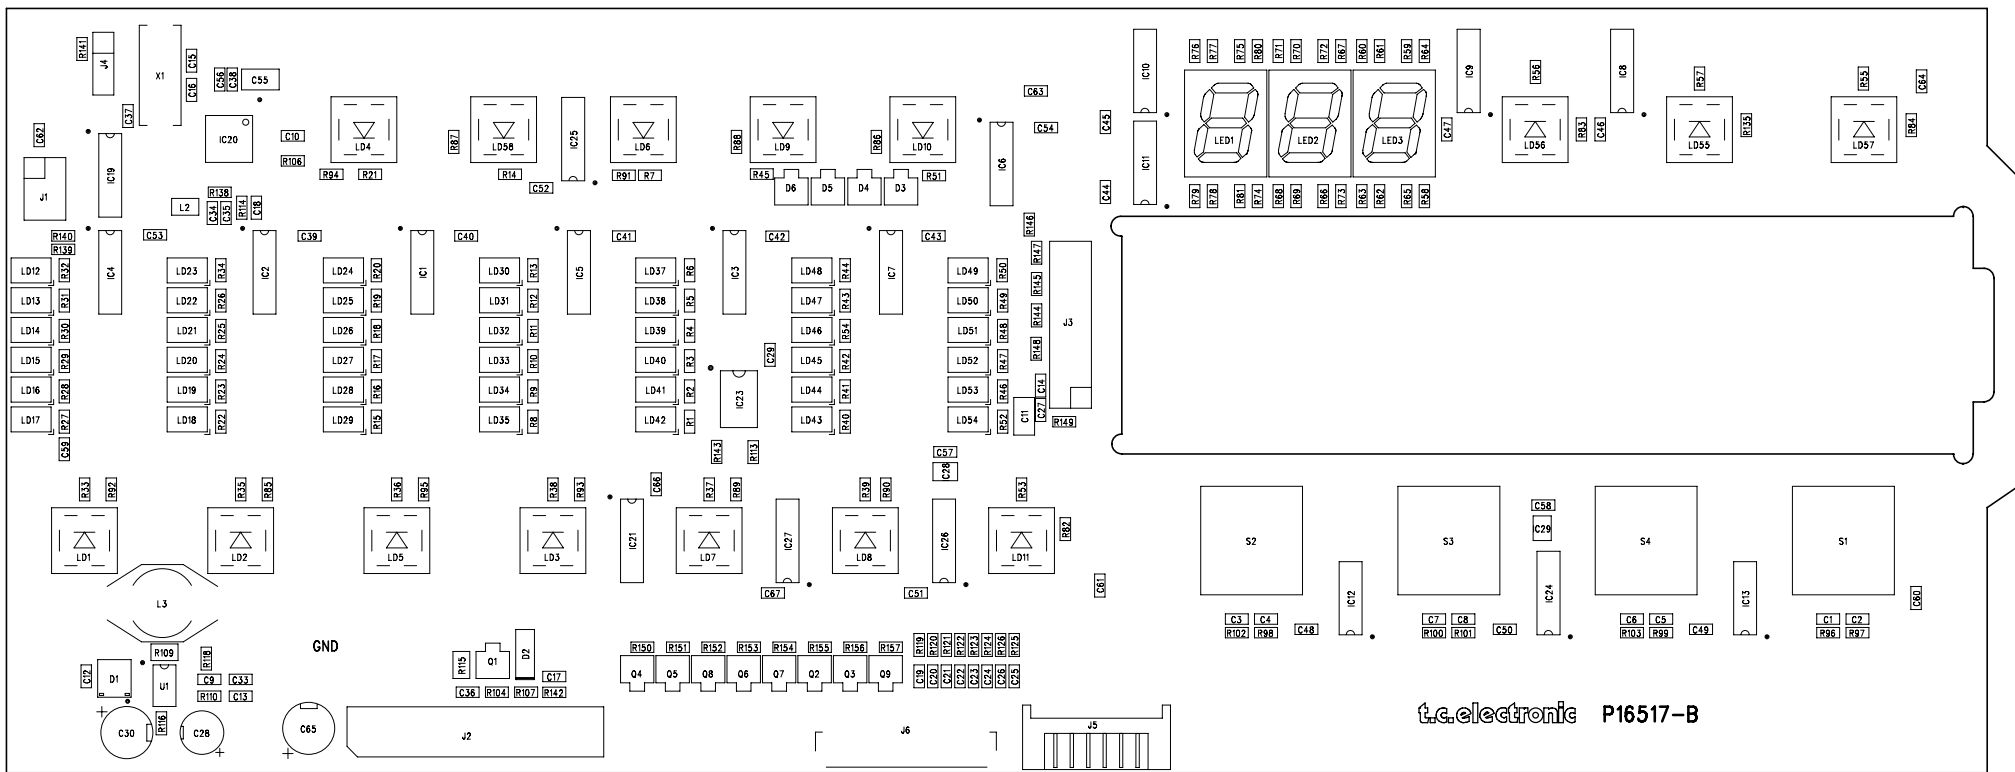 R141
J4
X1
C15
C16
C56
C38
C55
C37
C62
IC19
IC20
C10
R106
J1
L2
R138
C34
C35
R114
C18
LD4
R94
R21
R87
LD58
R14
C52
IC25
LD6
R91
R7
R88
LD9
R45
D6
D5
D4
D3
R86
LD10
R51
IC6
C63
C54
C45
C44
IC10
IC11
R76
R77
R75
R80
R71
R70
R72
R67
R60
R61
R59
R64
LED1
LED2
LED3
R79
R78
R81
R74
R68
R69
R66
R73
R63
R62
R65
R58
C47
IC9
R56
LD56
R83
C46
IC8
R57
LD55
R135
R55
LD57
R84
C64
R140
R139
C53
C39
C40
C41
C42
C43
IC4
IC2
IC1
IC5
IC3
IC7
R146
R147
R145
R144
R148
J3
LD12 R32 LD23 R34 LD24 R20 LD30 R13 LD37 R6 LD48 R44 LD49 R50
LD13 R31 LD22 R26 LD25 R19 LD31 R12 LD38 R5 LD47 R43 LD50 R49
LD14 R30 LD21 R25 LD26 R18 LD32 R11 LD39 R4 LD46 R54 LD51 R48
LD15 R29 LD20 R24 LD27 R17 LD33 R10 LD40 R3 LD45 R42 LD52 R47
LD16 R28 LD19 R23 LD28 R16 LD34 R9 LD41 R2 LD44 R41 LD53 R46
LD17 R27 LD18 R22 LD29 R15 LD35 R8 LD42 R1 LD43 R40 LD54 R52
C29
IC23
C14
C27
C11
R149
C59
R143
R113
C57
C28
R33
R92
R35
R85
R36
R95
R38
R93
C66
R37
R89
R39
R90
R53
R82
LD1
LD2
LD5
LD3
IC21
LD7
IC27
LD8
IC26
LD11
C67
C51
C61
S2
S3
C58
IC29
S4
S1
IC12
IC24
IC13
C60
C3
C4
R102
R98
C48
C7
C8
R100
R101
C50
C6
C5
R103
R99
C49
C1
C2
R96
R97
L3
GND
R109
R118
C12
D1
U1
C9
C33
R110
C13
R116
C30
C28
C65
R115
Q1
D2
C17
C36
R104
R107
R142
J2
R150 R151 R152 R153 R154 R155 R156 R157
Q4 Q5 Q8 Q6 Q7 Q2 Q3 Q9
R119 R120 R121 R122 R123 R124 R126 R125
C19 C20 C21 C22 C23 C24 C26 C25
J6
J5
t.c.electronic P16517-B